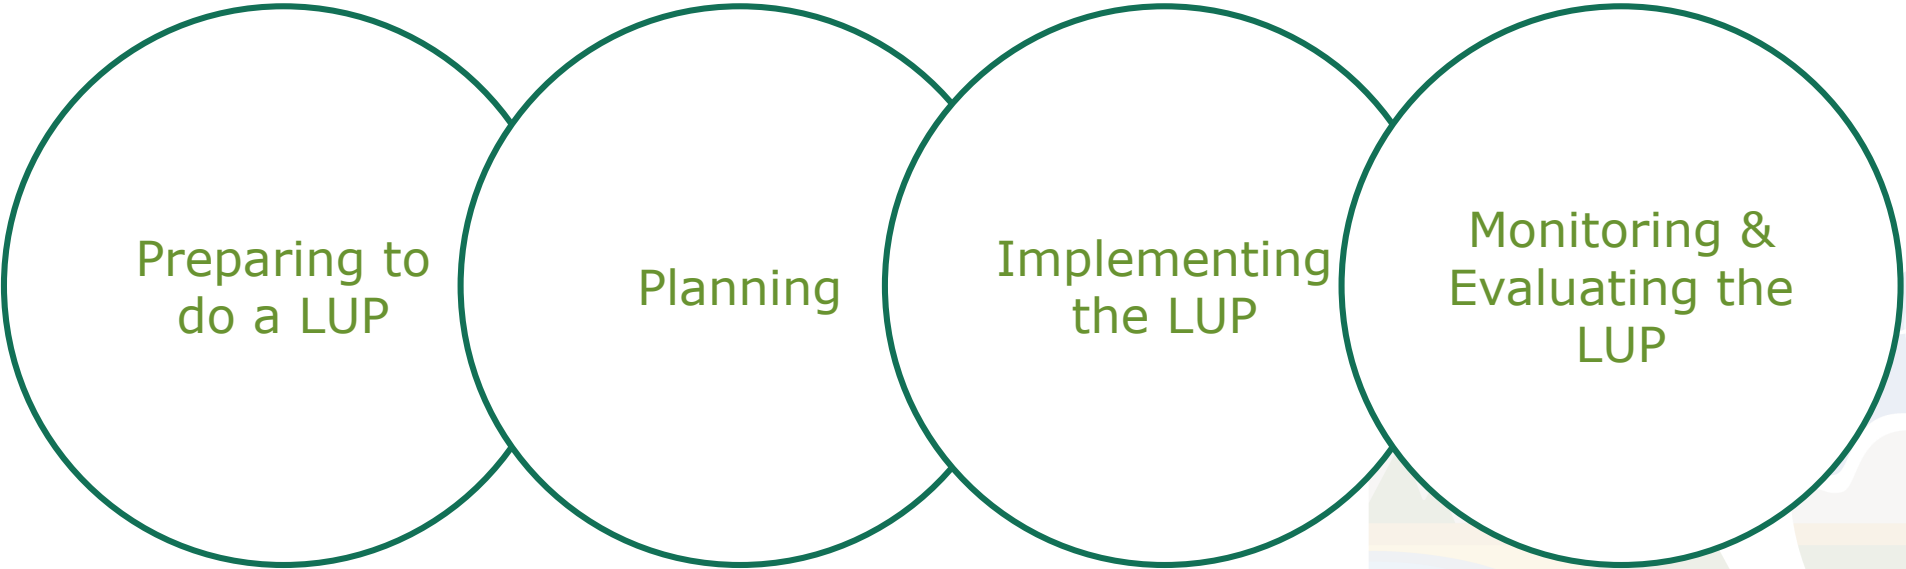 Preparing to
do a LUP
Planning
Implementing
the LUP
Monitoring &
Evaluating the
LUP